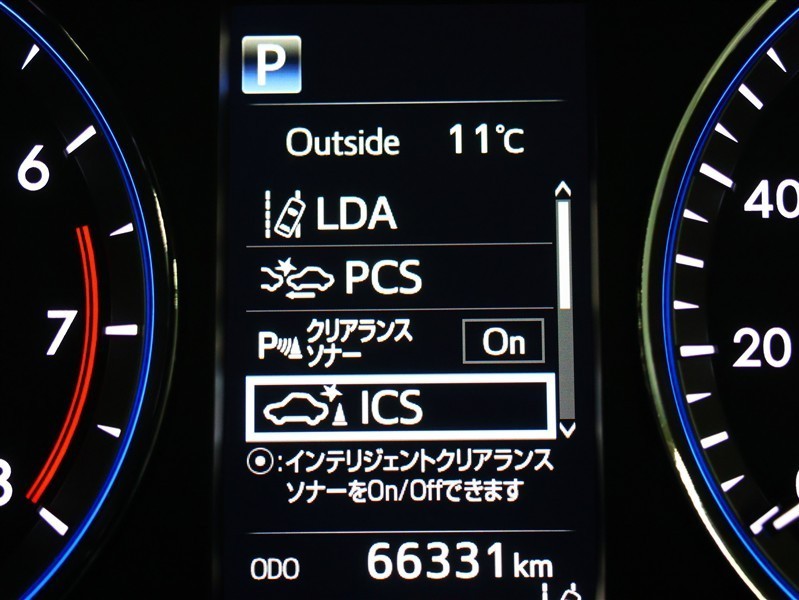 P
Outside 11℃
LDA
PCS
P クリアランス
ソナー On
ICS
⦿:インテリジェントクリアランス
ソナーをOn/Offできます
ODO 66331km
6
7
8
40
20